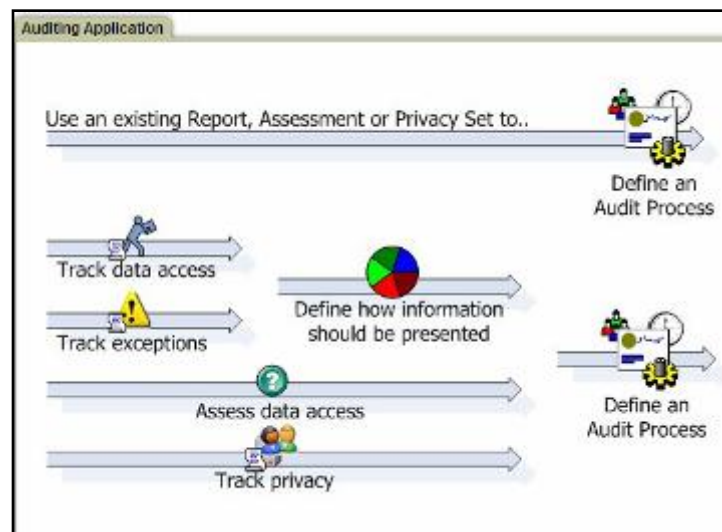 Auditing Application
Use an existing Report, Assessment or Privacy Set to..
Define an
Audit Process
Track data access
Define how information
should be presented
Track exceptions
Assess data access
Define an
Audit Process
Track privacy